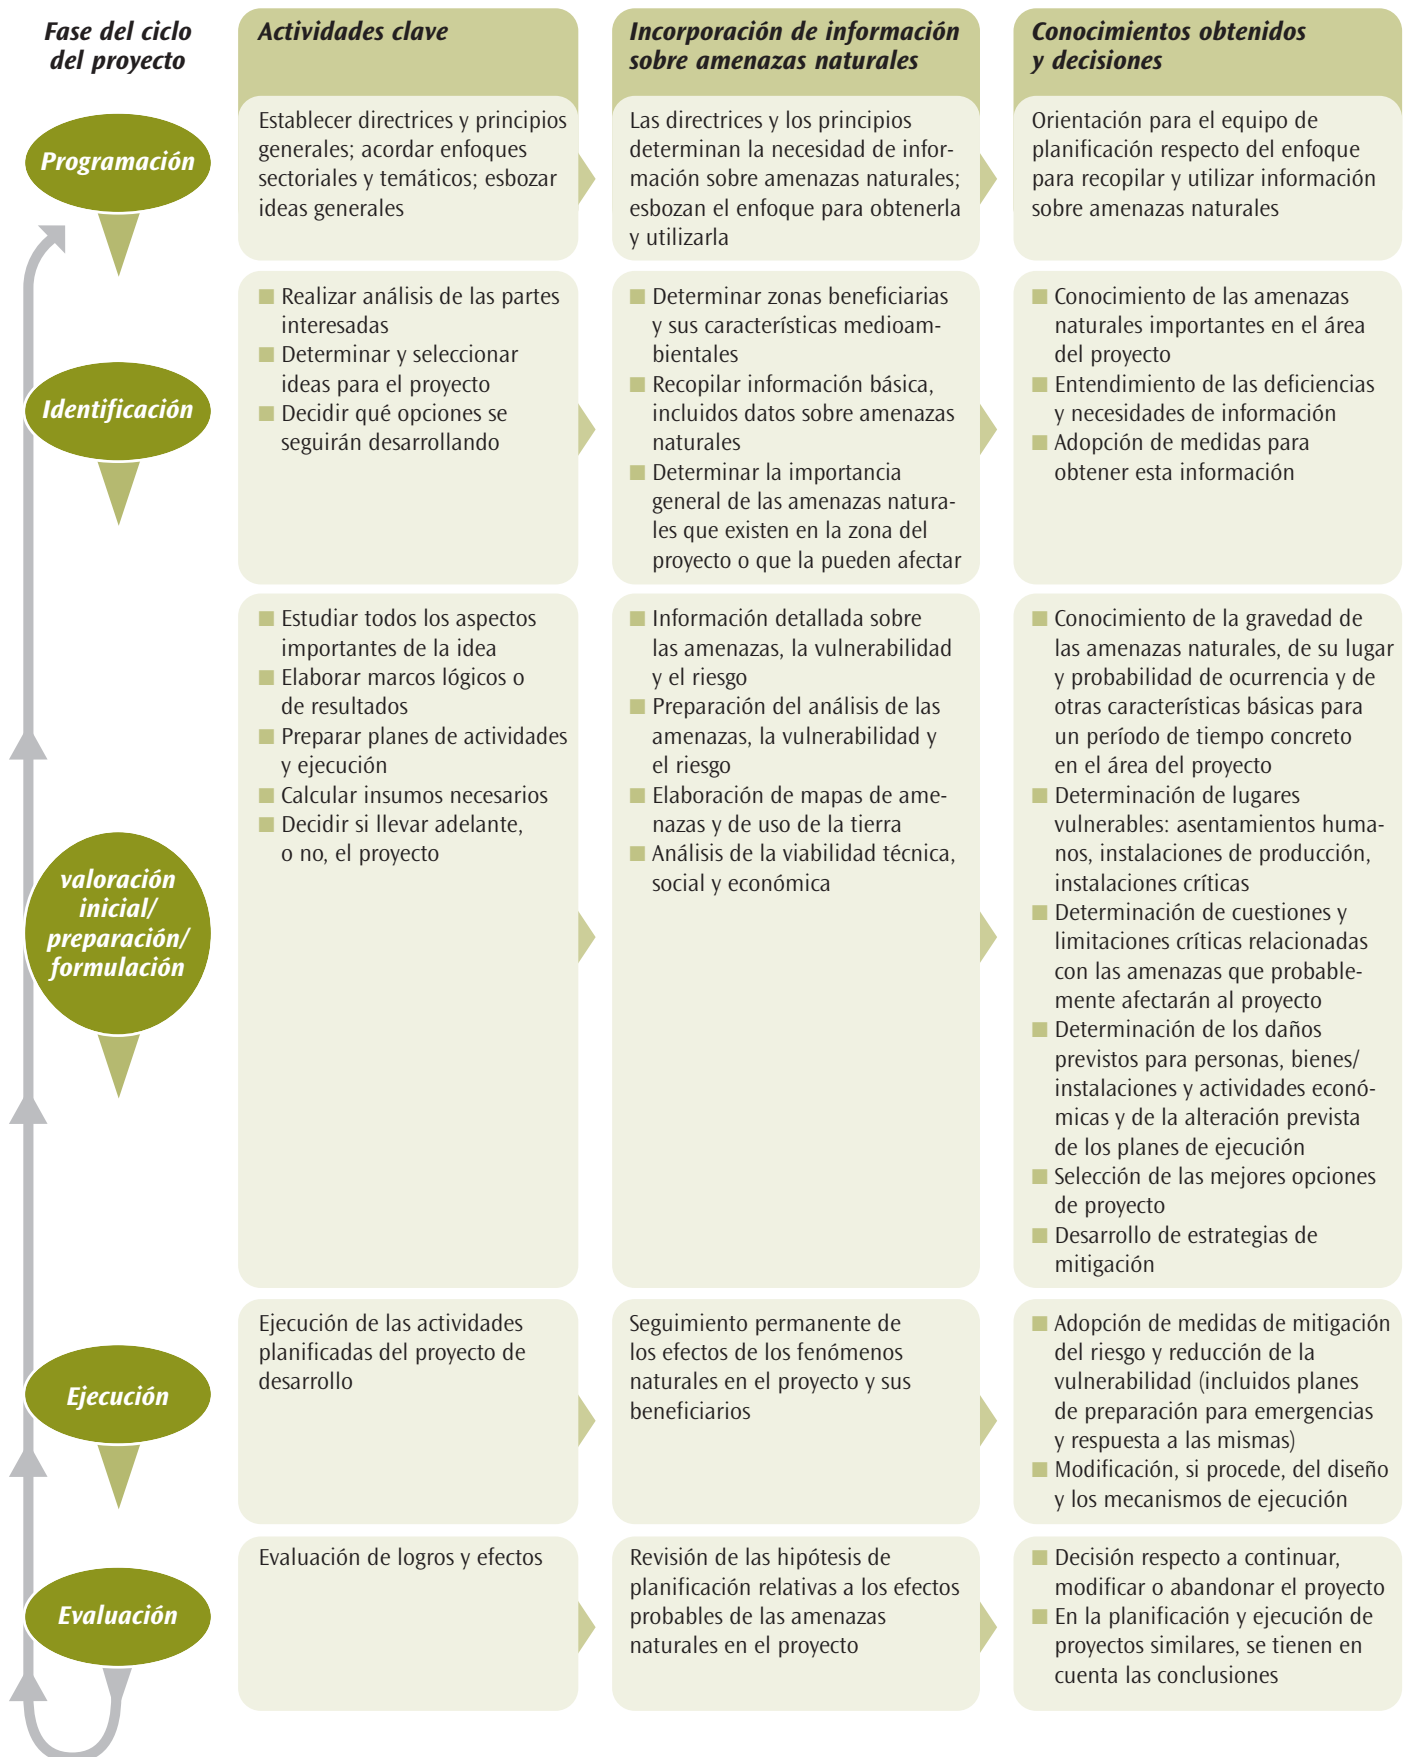 Fase del ciclo
del proyecto
Actividades clave
Incorporación de información
sobre amenazas naturales
Conocimientos obtenidos
y decisiones
Programación
Establecer directrices y principios
generales; acordar enfoques
sectoriales y temáticos; esbozar
ideas generales
Las directrices y los principios
determinan la necesidad de infor-
mación sobre amenazas naturales;
esbozan el enfoque para obtenerla
y utilizarla
Orientación para el equipo de
planificación respecto del enfoque
para recopilar y utilizar información
sobre amenazas naturales
Identificación
Realizar análisis de las partes
interesadas
Determinar y seleccionar
ideas para el proyecto
Decidir qué opciones se
seguirán desarrollando
Determinar zonas beneficiarias
y sus características medioam-
bientales
Recopilar información básica,
incluidos datos sobre amenazas
naturales
Determinar la importancia
general de las amenazas natura-
les que existen en la zona del
proyecto o que la pueden afectar
Conocimiento de las amenazas
naturales importantes en el área
del proyecto
Entendimiento de las deficiencias
y necesidades de información
Adopción de medidas para
obtener esta información
valoración
inicial/
preparación/
formulación
Estudiar todos los aspectos
importantes de la idea
Elaborar marcos lógicos o
de resultados
Preparar planes de actividades
y ejecución
Calcular insumos necesarios
Decidir si llevar adelante,
o no, el proyecto
Información detallada sobre
las amenazas, la vulnerabilidad
y el riesgo
Preparación del análisis de las
amenazas, la vulnerabilidad y
el riesgo
Elaboración de mapas de ame-
nazas y de uso de la tierra
Análisis de la viabilidad técnica,
social y económica
Conocimiento de la gravedad de
las amenazas naturales, de su lugar
y probabilidad de ocurrencia y de
otras características básicas para
un período de tiempo concreto
en el área del proyecto
Determinación de lugares
vulnerables: asentamientos huma-
nos, instalaciones de producción,
instalaciones críticas
Determinación de cuestiones y
limitaciones críticas relacionadas
con las amenazas que probable-
mente afectarán al proyecto
Determinación de los daños
previstos para personas, bienes/
instalaciones y actividades econó-
micas y de la alteración prevista
de los planes de ejecución
Selección de las mejores opciones
de proyecto
Desarrollo de estrategias de
mitigación
Ejecución
Ejecución de las actividades
planificadas del proyecto de
desarrollo
Seguimiento permanente de
los efectos de los fenómenos
naturales en el proyecto y sus
beneficiarios
Adopción de medidas de mitigación
del riesgo y reducción de la
vulnerabilidad (incluidos planes
de preparación para emergencias
y respuesta a las mismas)
Modificación, si procede, del diseño
y los mecanismos de ejecución
Evaluación
Evaluación de logros y efectos
Revisión de las hipótesis de
planificación relativas a los efectos
probables de las amenazas
naturales en el proyecto
Decisión respecto a continuar,
modificar o abandonar el proyecto
En la planificación y ejecución de
proyectos similares, se tienen en
cuenta las conclusiones